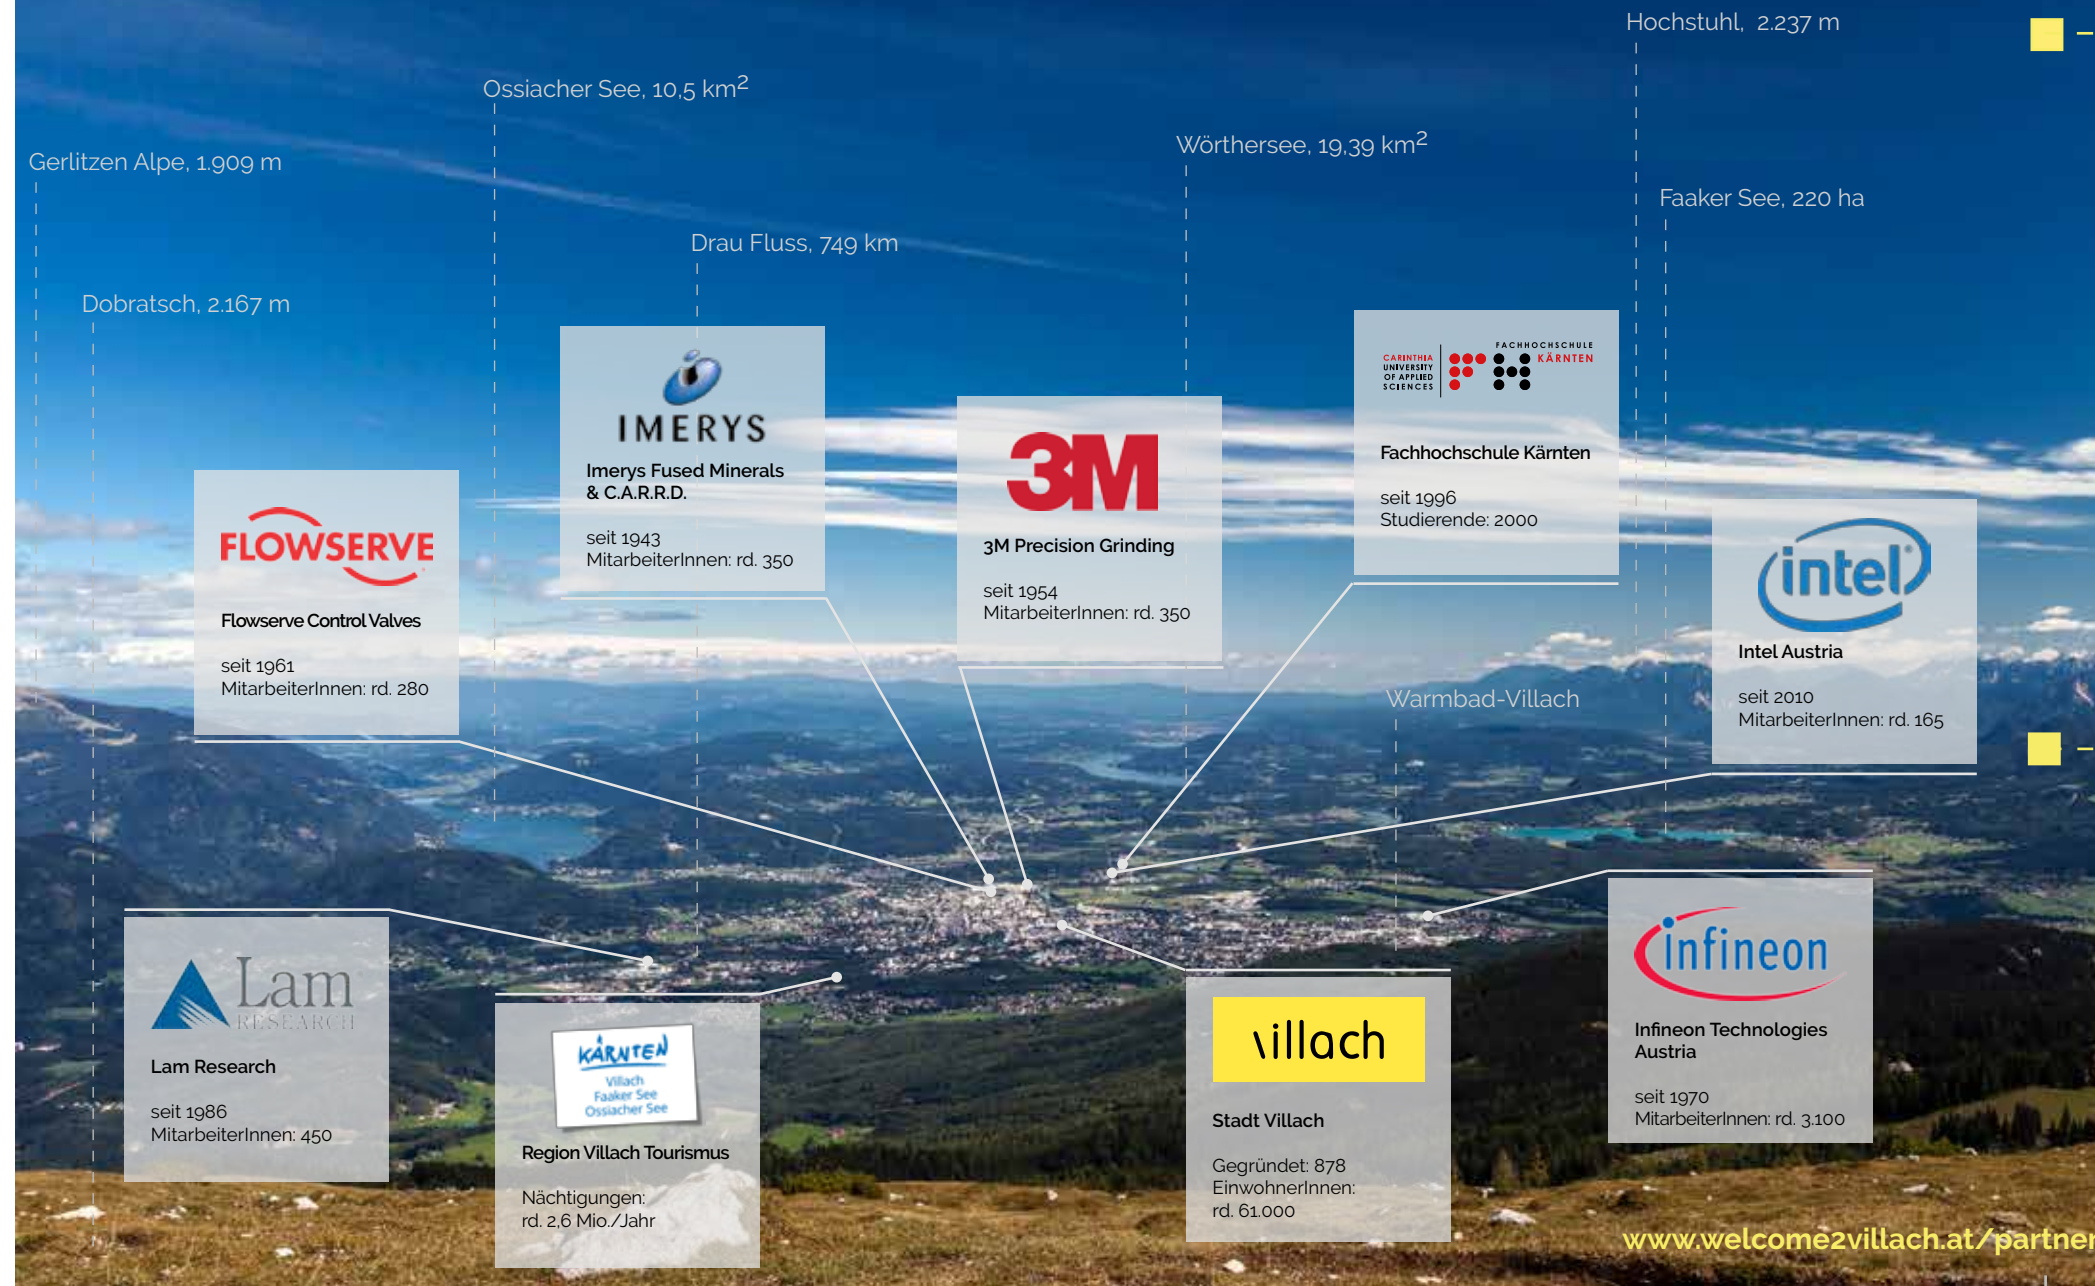 Hochstuhl, 2.237 m
Ossiacher See, 10,5 km²
Wörthersee, 19,39 km²
Gerlitzen Alpe, 1.909 m
Faaker See, 220 ha
Drau Fluss, 749 km
Dobratsch, 2.167 m
IMERYS
Imerys Fused Minerals
& C.A.R.R.D.
seit 1943
MitarbeiterInnen: rd. 350
CARINTHIA
UNIVERSITY
OF APPLIED
SCIENCES
FACHHOCHSCHULE
KÄRNTEN
Fachhochschule Kärnten
seit 1996
Studierende: 2000
3M
3M Precision Grinding
seit 1954
MitarbeiterInnen: rd. 350
FLOWSERVE
Flowserve Control Valves
seit 1961
MitarbeiterInnen: rd. 280
intel®
Intel Austria
seit 2010
MitarbeiterInnen: rd. 165
Warmbad-Villach
Lam
RESEARCH
Lam Research
seit 1986
MitarbeiterInnen: 450
KÄRNTEN
Villach
Faaker See
Ossiacher See
Region Villach Tourismus
Nächtigungen:
rd. 2,6 Mio./Jahr
villach
Stadt Villach
Gegründet: 878
EinwohnerInnen:
rd. 61.000
infineon
Infineon Technologies
Austria
seit 1970
MitarbeiterInnen: rd. 3.100
www.welcome2villach.at/partner